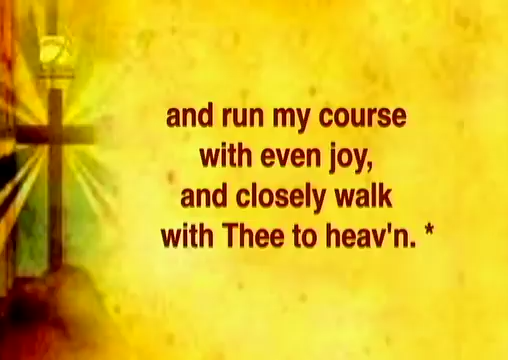 and run my course
with even joy,
and closely walk
with Thee to heav'n. *